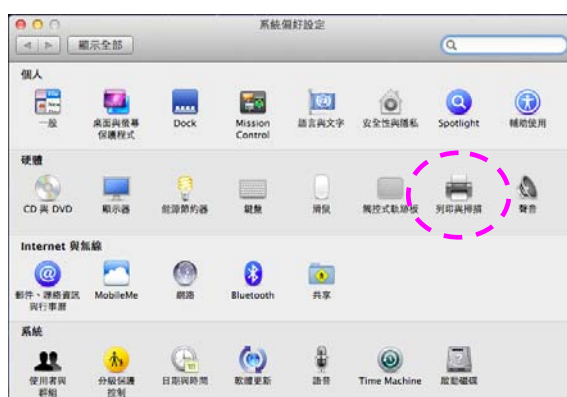 系統偏好設定
顯示全部
個人
一般
桌面與螢幕
保護程式
Dock
Mission
Control
語言與文字
安全性與隱私
Spotlight
輔助使用
硬體
CD 與 DVD
顯示器
能源節約器
鍵盤
滑鼠
觸控式軌跡板
列印與掃描
聲音
Internet 與無線
郵件、聯絡資訊
與行事曆
MobileMe
網路
Bluetooth
共享
系統
使用者與
群組
分級保護
控制
日期與時間
軟體更新
語音
Time Machine
啟動磁碟